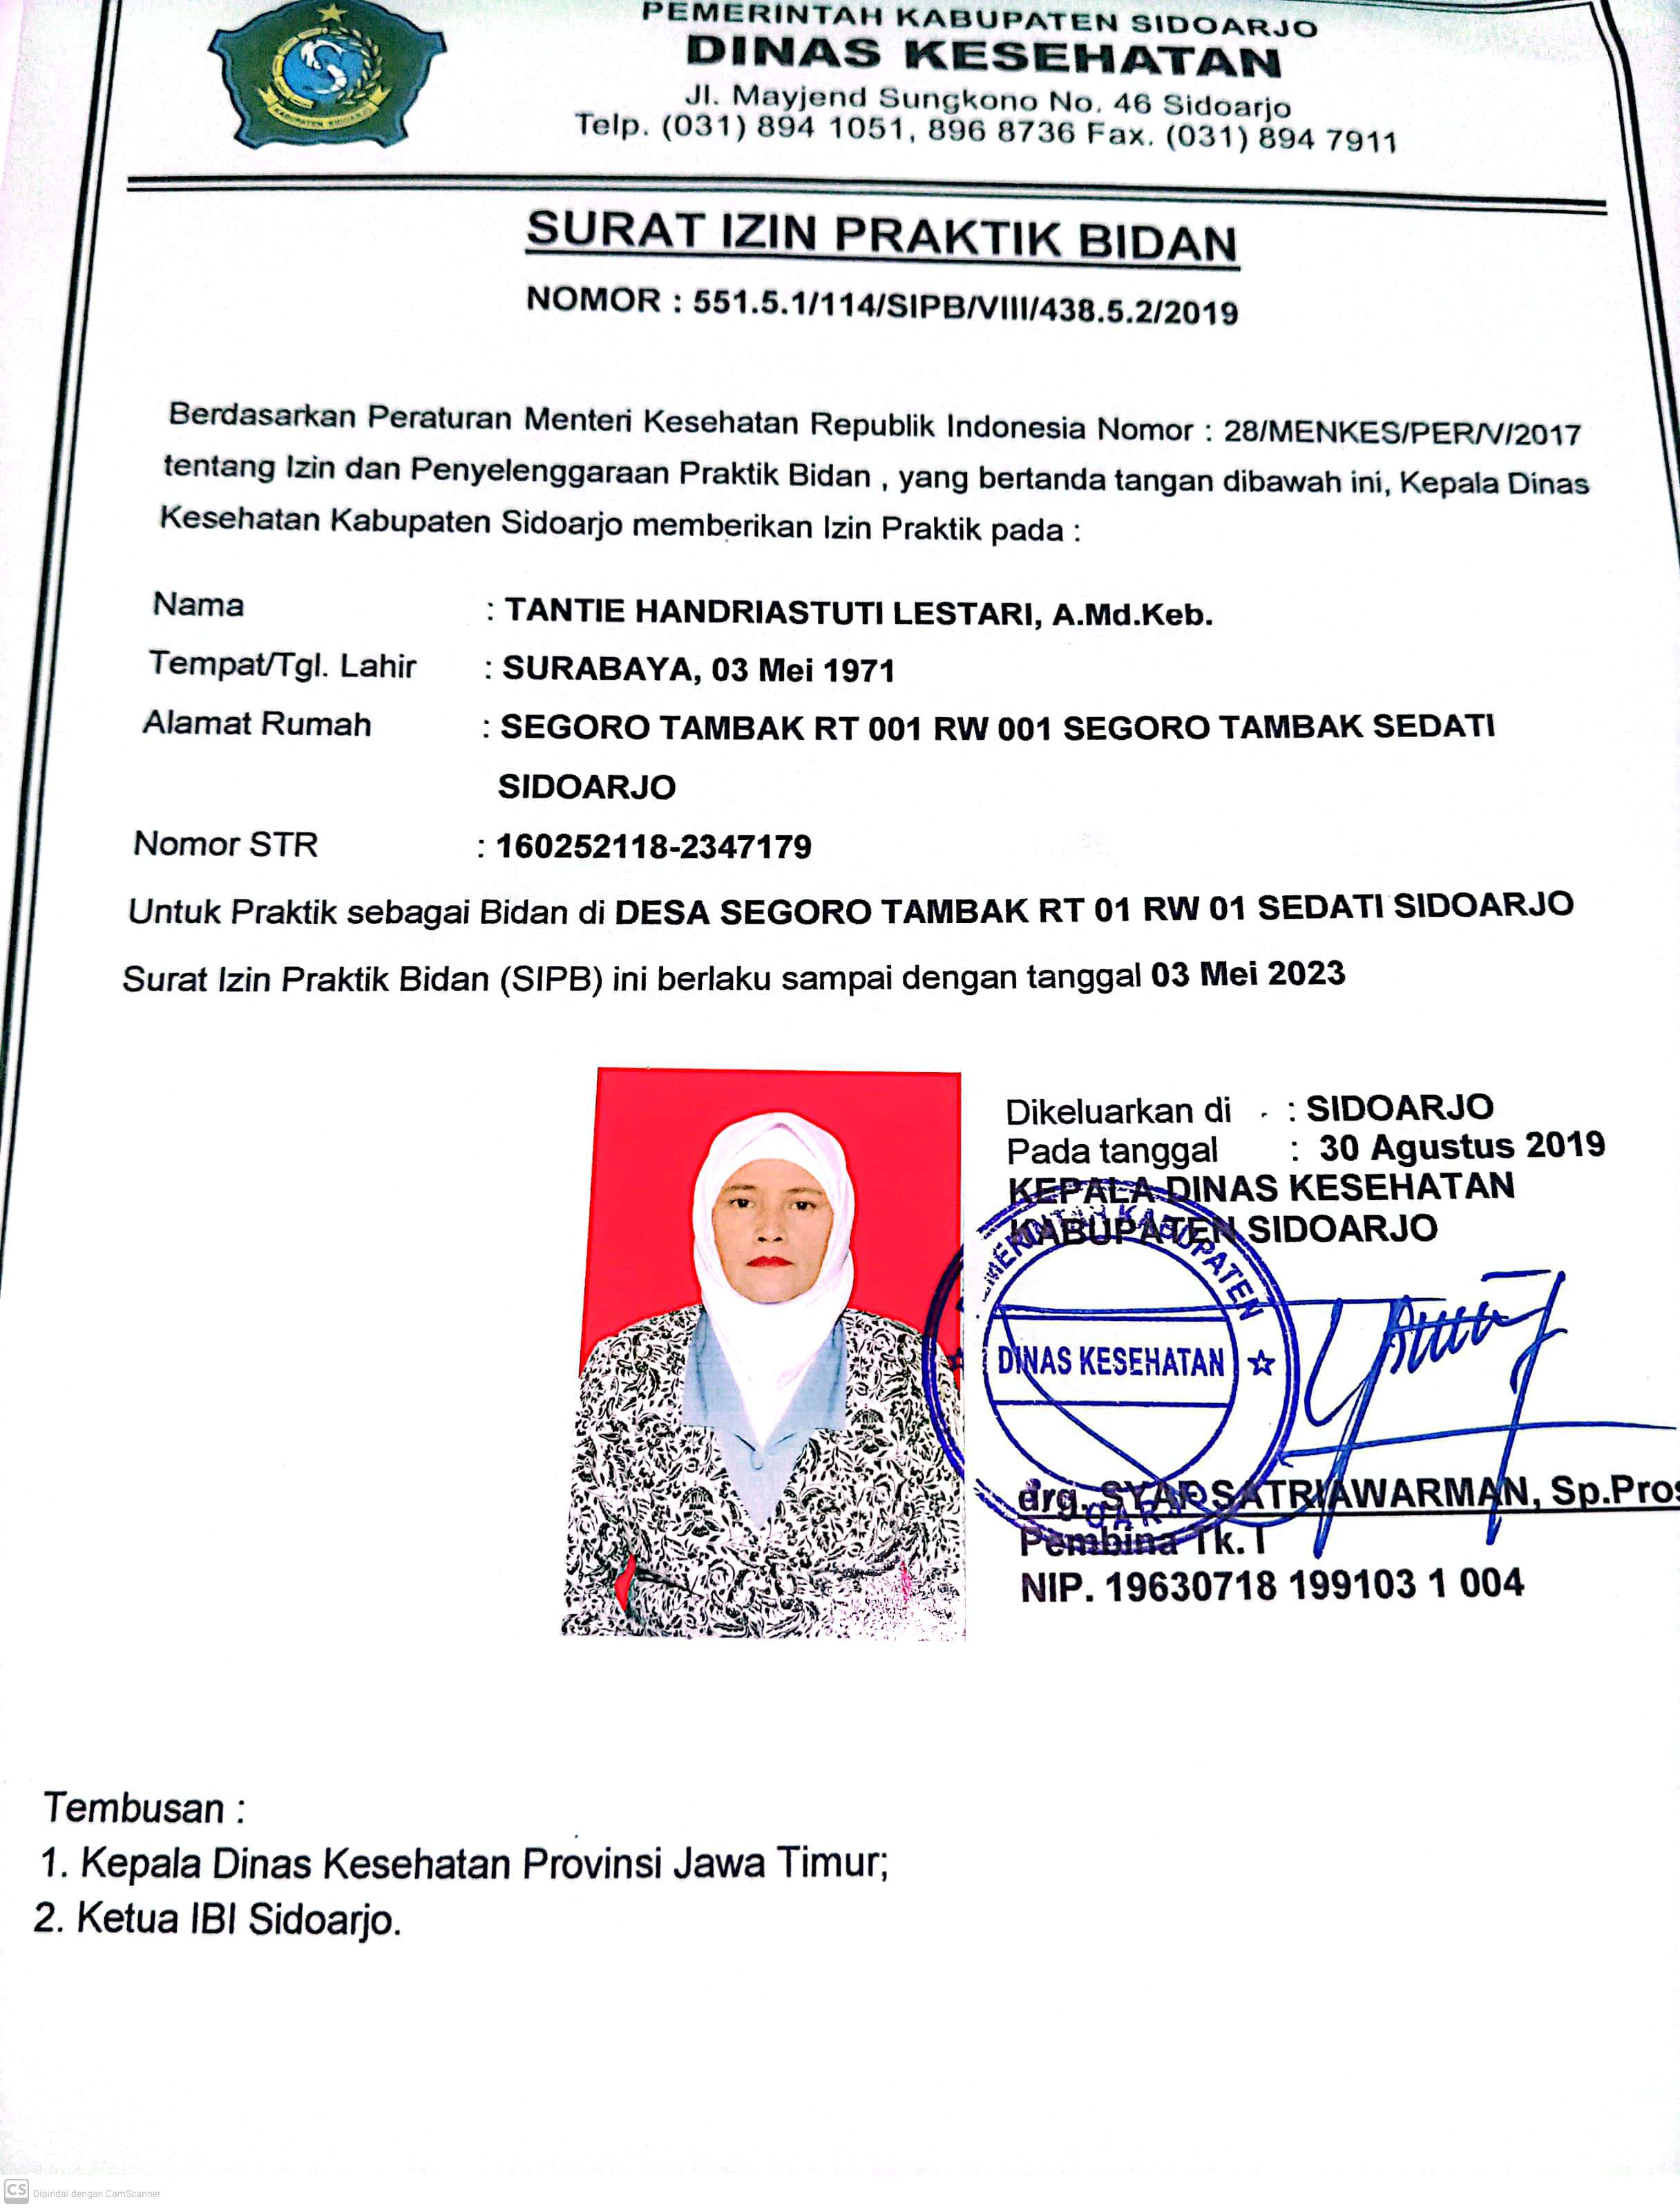 PEMERINTAH KABUPATEN SIDOARJO
DINAS KESEHATAN
Jl. Mayjend Sungkono No. 46 Sidoarjo
Telp. (031) 894 1051, 896 8736 Fax. (031) 894 7911
KABUPATEN SIDOARJO
SURAT IZIN PRAKTIK BIDAN
NOMOR : 551.5.1/114/SIPB/VIII/438.5.2/2019
Berdasarkan Peraturan Menteri Kesehatan Republik Indonesia Nomor : 28/MENKES/PER/V/2017
tentang Izin dan Penyelenggaraan Praktik Bidan , yang bertanda tangan dibawah ini, Kepala Dinas
Kesehatan Kabupaten Sidoarjo memberikan Izin Praktik pada :
Nama : TANTIE HANDRIASTUTI LESTARI, A.Md.Keb.
Tempat/Tgl. Lahir : SURABAYA, 03 Mei 1971
Alamat Rumah : SEGORO TAMBAK RT 001 RW 001 SEGORO TAMBAK SEDATI
SIDOARJO
Nomor STR : 160252118-2347179
Untuk Praktik sebagai Bidan di DESA SEGORO TAMBAK RT 01 RW 01 SEDATI SIDOARJO
Surat Izin Praktik Bidan (SIPB) ini berlaku sampai dengan tanggal 03 Mei 2023
Dikeluarkan di : SIDOARJO
Pada tanggal : 30 Agustus 2019
KEPALA DINAS KESEHATAN
KABUPATEN SIDOARJO
KABUPATEN
DINAS KESEHATAN
drg. SATRIAWARMAN, Sp.Pros
Pembina Tk. I
NIP. 19630718 199103 1 004
Tembusan :
1. Kepala Dinas Kesehatan Provinsi Jawa Timur;
2. Ketua IBI Sidoarjo.
CS Dipindai dengan CamScanner